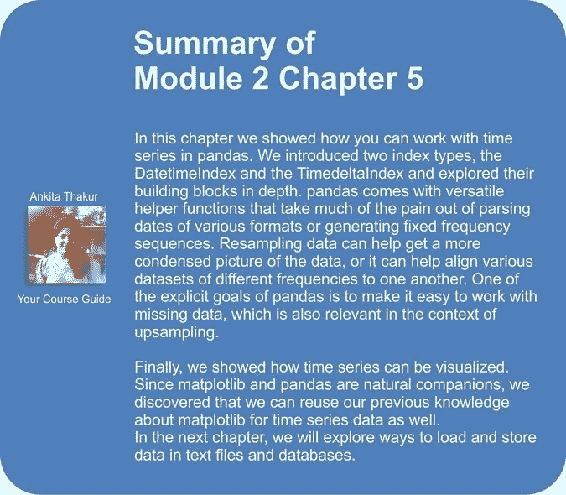 Summary of
Module 2 Chapter 5
Ankita Thakur
Your Course Guide
In this chapter we showed how you can work with time
series in pandas. We introduced two index types, the
DatetimeIndex and the TimedeltaIndex and explored their
building blocks in depth. pandas comes with versatile
helper functions that take much of the pain out of parsing
dates of various formats or generating fixed frequency
sequences. Resampling data can help get a more
condensed picture of the data, or it can help align various
datasets of different frequencies to one another. One of
the explicit goals of pandas is to make it easy to work with
missing data, which is also relevant in the context of
upsampling.
Finally, we showed how time series can be visualized.
Since matplotlib and pandas are natural companions, we
discovered that we can reuse our previous knowledge
about matplotlib for time series data as well.
In the next chapter, we will explore ways to load and store
data in text files and databases.